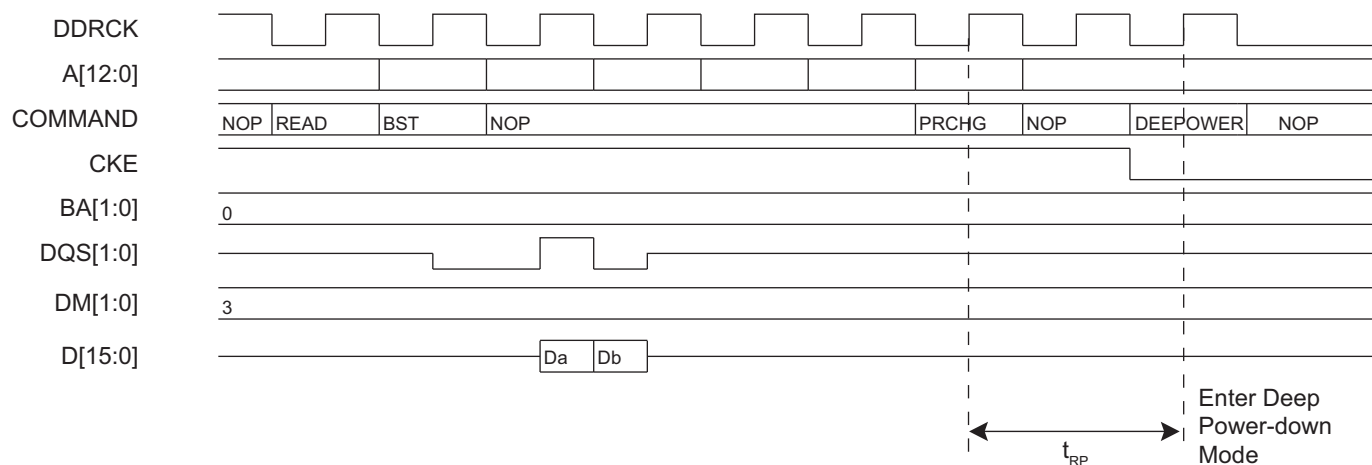 DDRCK
A[12:0]
COMMAND NOP READ BST NOP PRCHG NOP DEEPOWER NOP
CKE
BA[1:0] 0
DQS[1:0]
DM[1:0] 3
D[15:0] Da Db
tRP
Enter Deep
Power-down
Mode